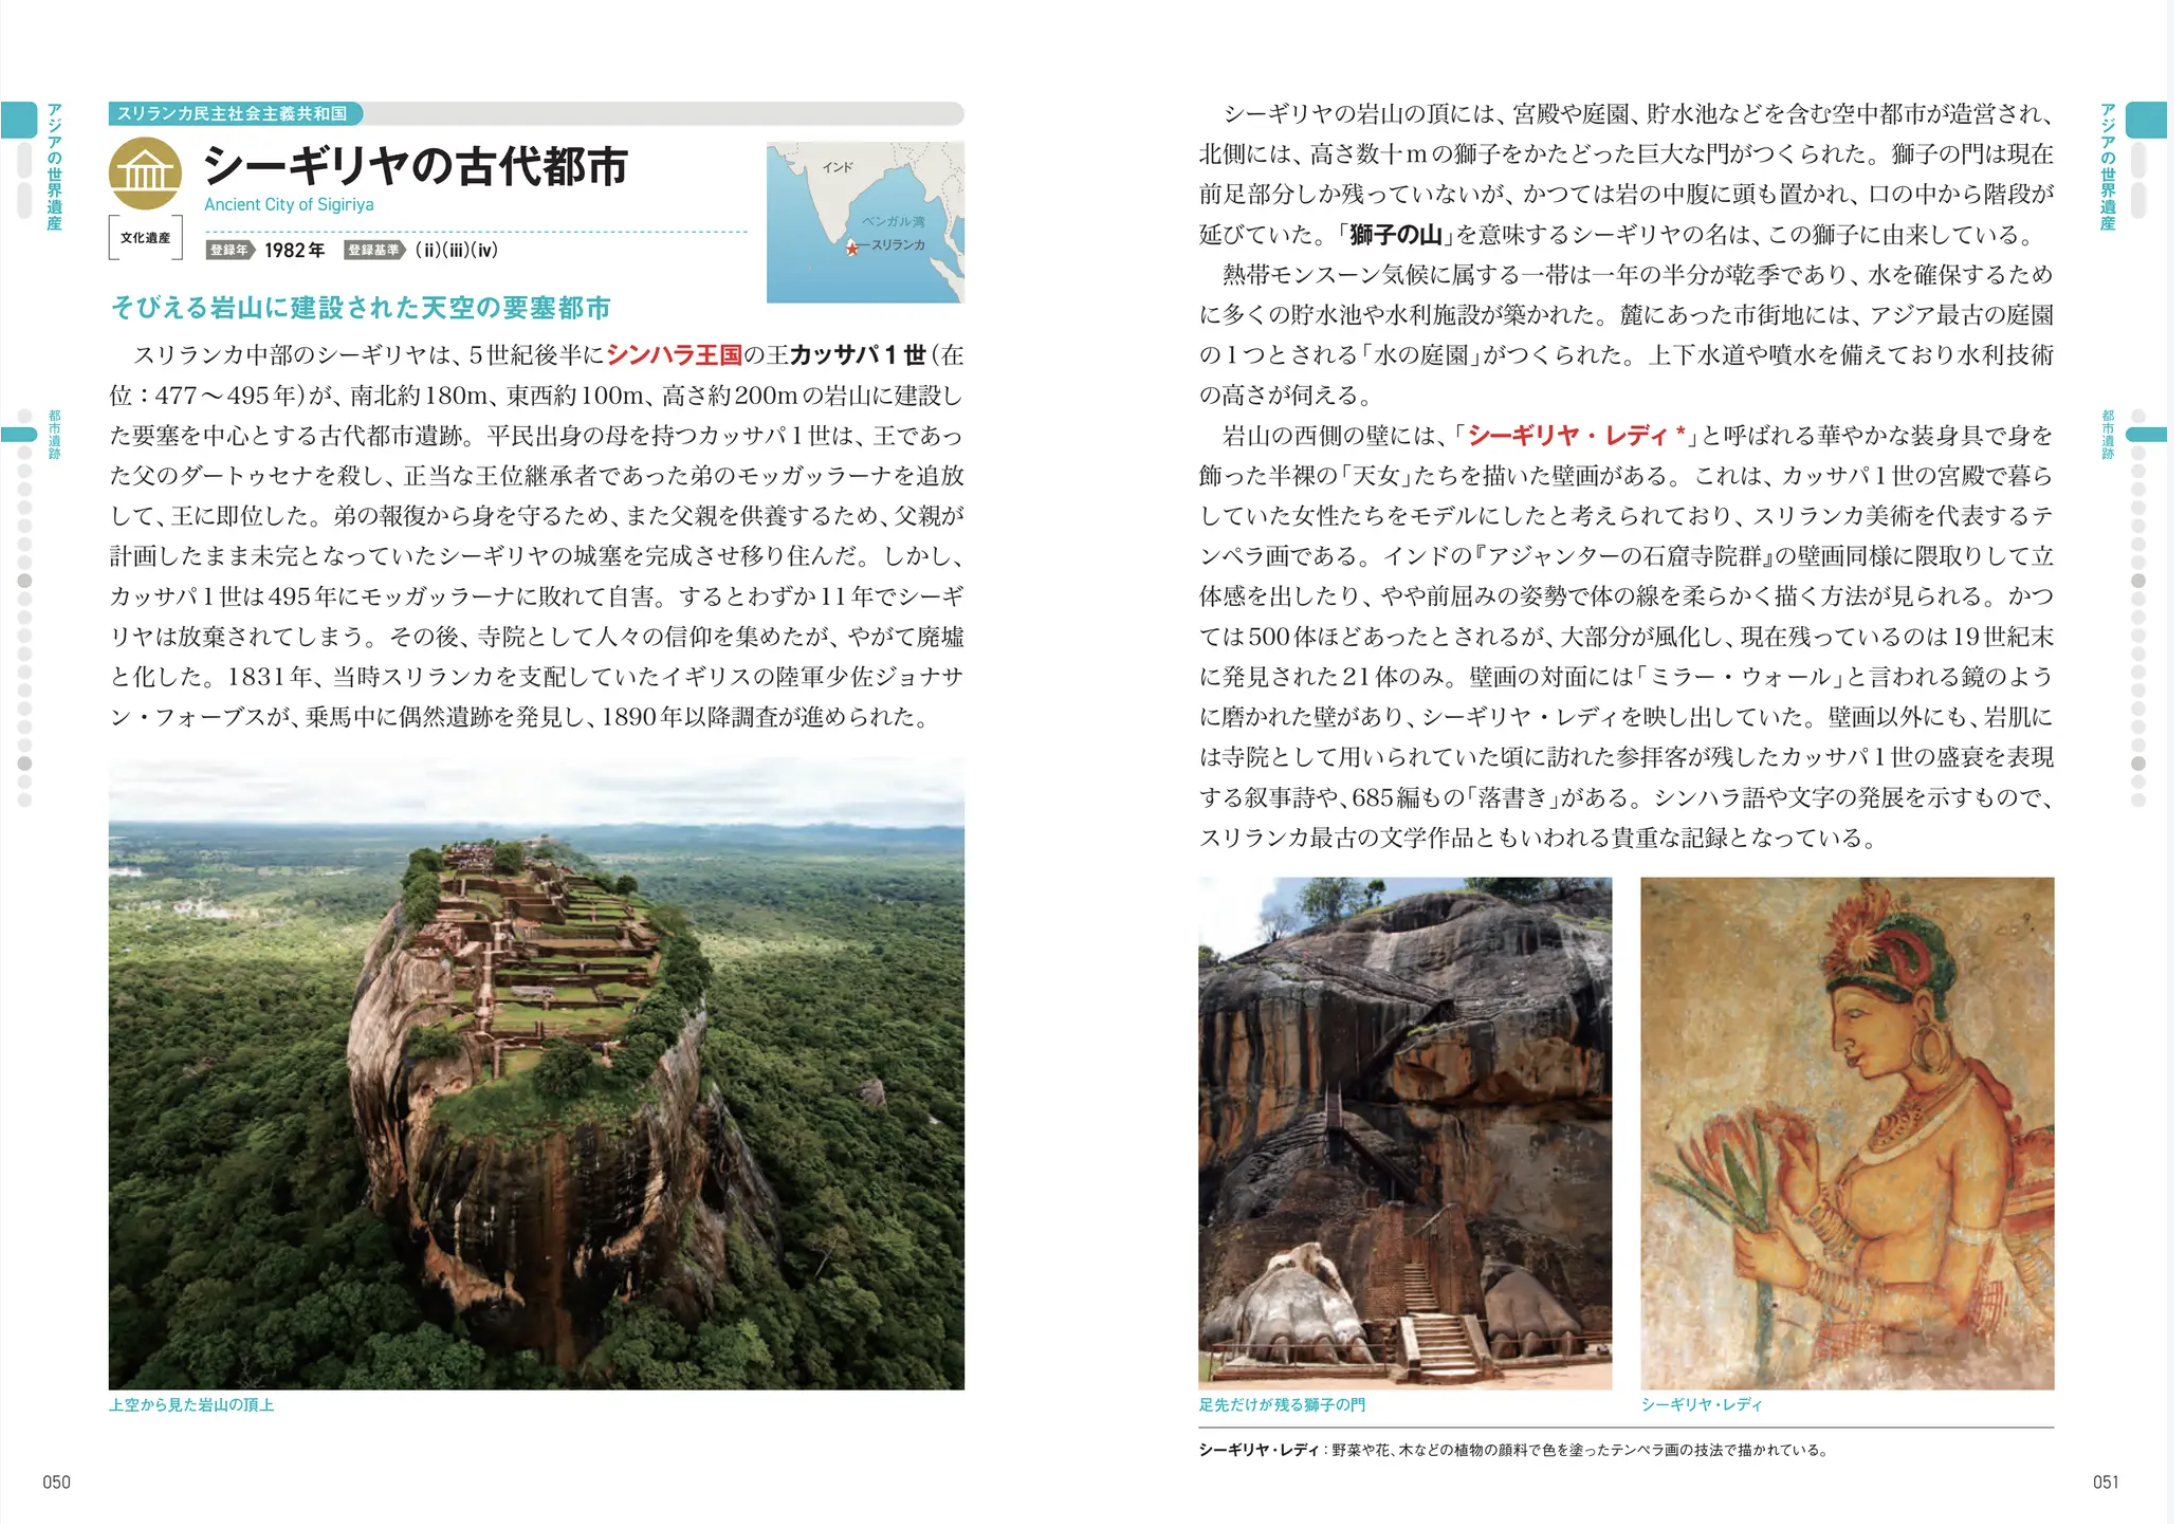 アジアの世界遺産
都市遺跡
スリランカ民主社会主義共和国
シーギリヤの古代都市
Ancient City of Sigiriya
文化遺産
登録年 1982年 登録基準 (ii)(iii)(iv)
インド
ベンガル湾
スリランカ
そびえる岩山に建設された天空の要塞都市
スリランカ中部のシーギリヤは、5世紀後半にシンハラ王国の王カッサパ1世(在
位:477〜495年)が、南北約180m、東西約100m、高さ約200mの岩山に建設し
た要塞を中心とする古代都市遺跡。平民出身の母を持つカッサパ1世は、王であっ
た父のダートゥセナを殺し、正当な王位継承者であった弟のモッガッラーナを追放
して、王に即位した。弟の報復から身を守るため、また父親を供養するため、父親が
計画したまま未完となっていたシーギリヤの城塞を完成させ移り住んだ。しかし、
カッサパ1世は495年にモッガッラーナに敗れて自害。するとわずか11年でシーギ
リヤは放棄されてしまう。その後、寺院として人々の信仰を集めたが、やがて廃墟
と化した。1831年、当時スリランカを支配していたイギリスの陸軍少佐ジョナサ
ン・フォーブスが、乗馬中に偶然遺跡を発見し、1890年以降調査が進められた。
上空から見た岩山の頂上
050
シーギリヤの岩山の頂には、宮殿や庭園、貯水池などを含む空中都市が造営され、
北側には、高さ数十mの獅子をかたどった巨大な門がつくられた。獅子の門は現在
前足部分しか残っていないが、かつては岩の中腹に頭も置かれ、口の中から階段が
延びていた。「獅子の山」を意味するシーギリヤの名は、この獅子に由来している。
熱帯モンスーン気候に属する一帯は一年の半分が乾季であり、水を確保するため
に多くの貯水池や水利施設が築かれた。麓にあった市街地には、アジア最古の庭園
の1つとされる「水の庭園」がつくられた。上下水道や噴水を備えており水利技術
の高さが伺える。
岩山の西側の壁には、「シーギリヤ・レディ*」と呼ばれる華やかな装身具で身を
飾った半裸の「天女」たちを描いた壁画がある。これは、カッサパ1世の宮殿で暮ら
していた女性たちをモデルにしたと考えられており、スリランカ美術を代表するテ
ンペラ画である。インドの『アジャンターの石窟寺院群』の壁画同様に隈取りして立
体感を出したり、やや前屈みの姿勢で体の線を柔らかく描く方法が見られる。かつ
ては500体ほどあったとされるが、大部分が風化し、現在残っているのは19世紀末
に発見された21体のみ。壁画の対面には「ミラー・ウォール」と言われる鏡のよう
に磨かれた壁があり、シーギリヤ・レディを映し出していた。壁画以外にも、岩肌に
は寺院として用いられていた頃に訪れた参拝客が残したカッサパ1世の盛衰を表現
する叙事詩や、685編もの「落書き」がある。シンハラ語や文字の発展を示すもので、
スリランカ最古の文学作品ともいわれる貴重な記録となっている。
足先だけが残る獅子の門
シーギリヤ・レディ
シーギリヤ・レディ:野菜や花、木などの植物の顔料で色を塗ったテンペラ画の技法で描かれている。
アジアの世界遺産
都市遺跡
051